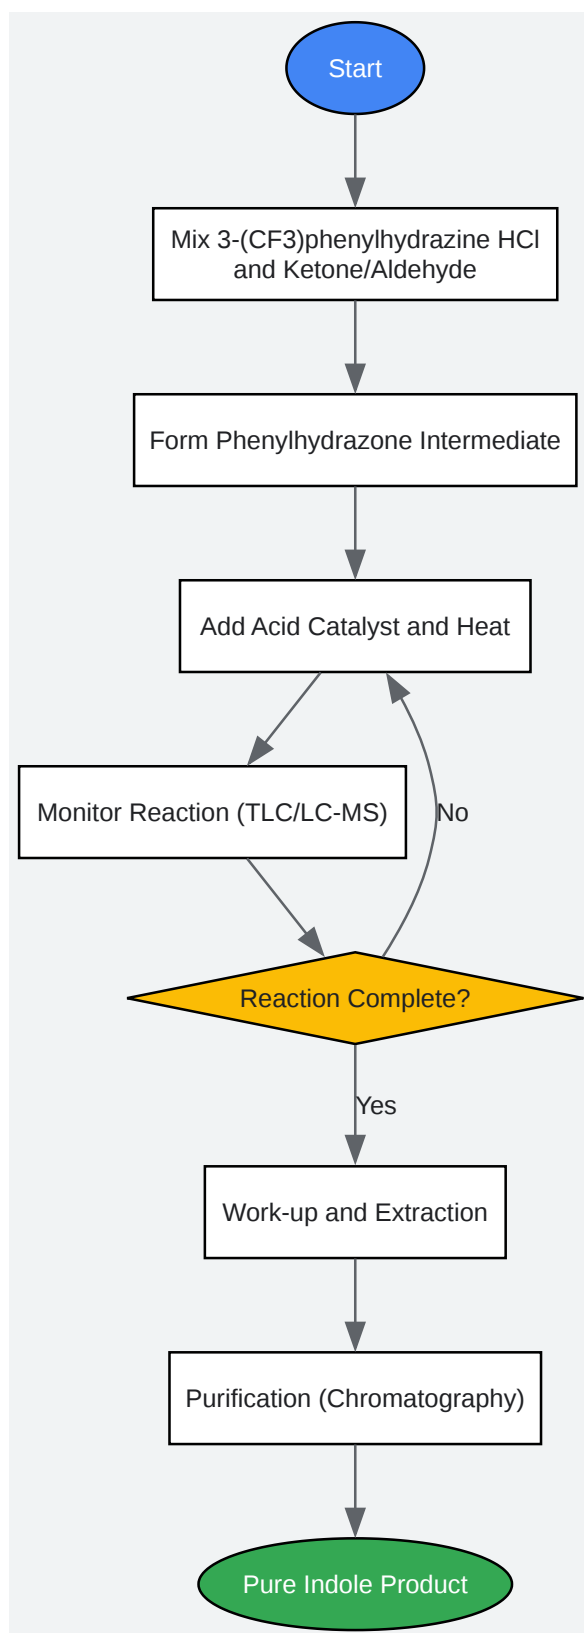 Start
Mix 3-(CF3)phenylhydrazine HCl
and Ketone/Aldehyde
Form Phenylhydrazone Intermediate
Add Acid Catalyst and Heat
Monitor Reaction (TLC/LC-MS)
No
Reaction Complete?
Yes
Work-up and Extraction
Purification (Chromatography)
Pure Indole Product